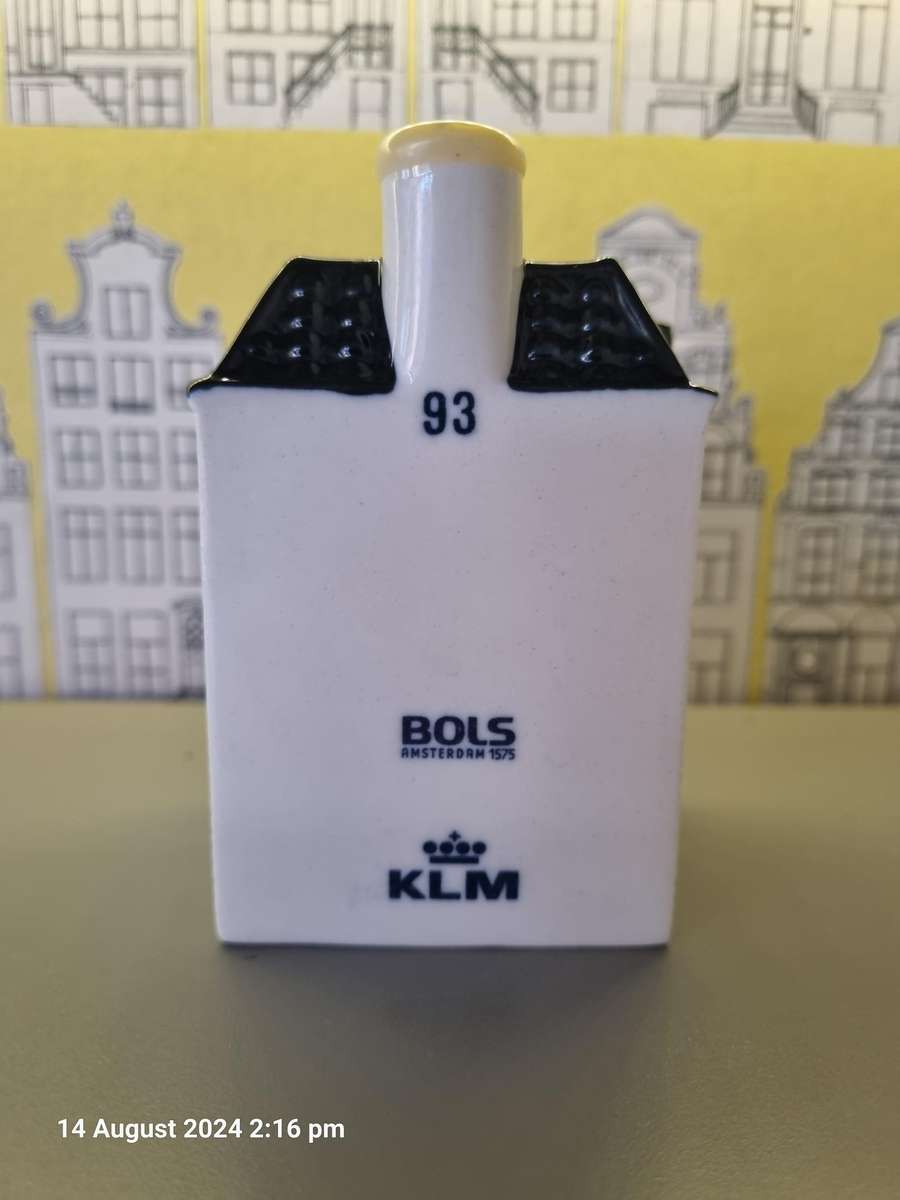 93
BOLS
AMSTERDAM 1575
KLM
14 August 2024 2:16 pm